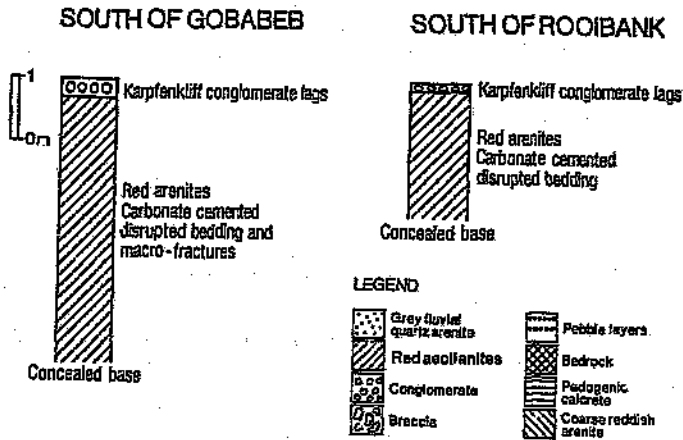 SOUTH OF GOBABEB
1
0m
Karpfenkliff conglomerate lags
Red arenites
Carbonate cemented
disrupted bedding and
macro-fractures
Concealed base
SOUTH OF ROOIBANK
Karpfenkliff conglomerate lags
Red arenites
Carbonate cemented
disrupted bedding
Concealed base
LEGEND
Grey fluvial
quartz arenite
Red aeolianites
Conglomerate
Breccia
Pebble layers
Bedrock
Pedogenic
calcrete
Coarse reddish
arenite